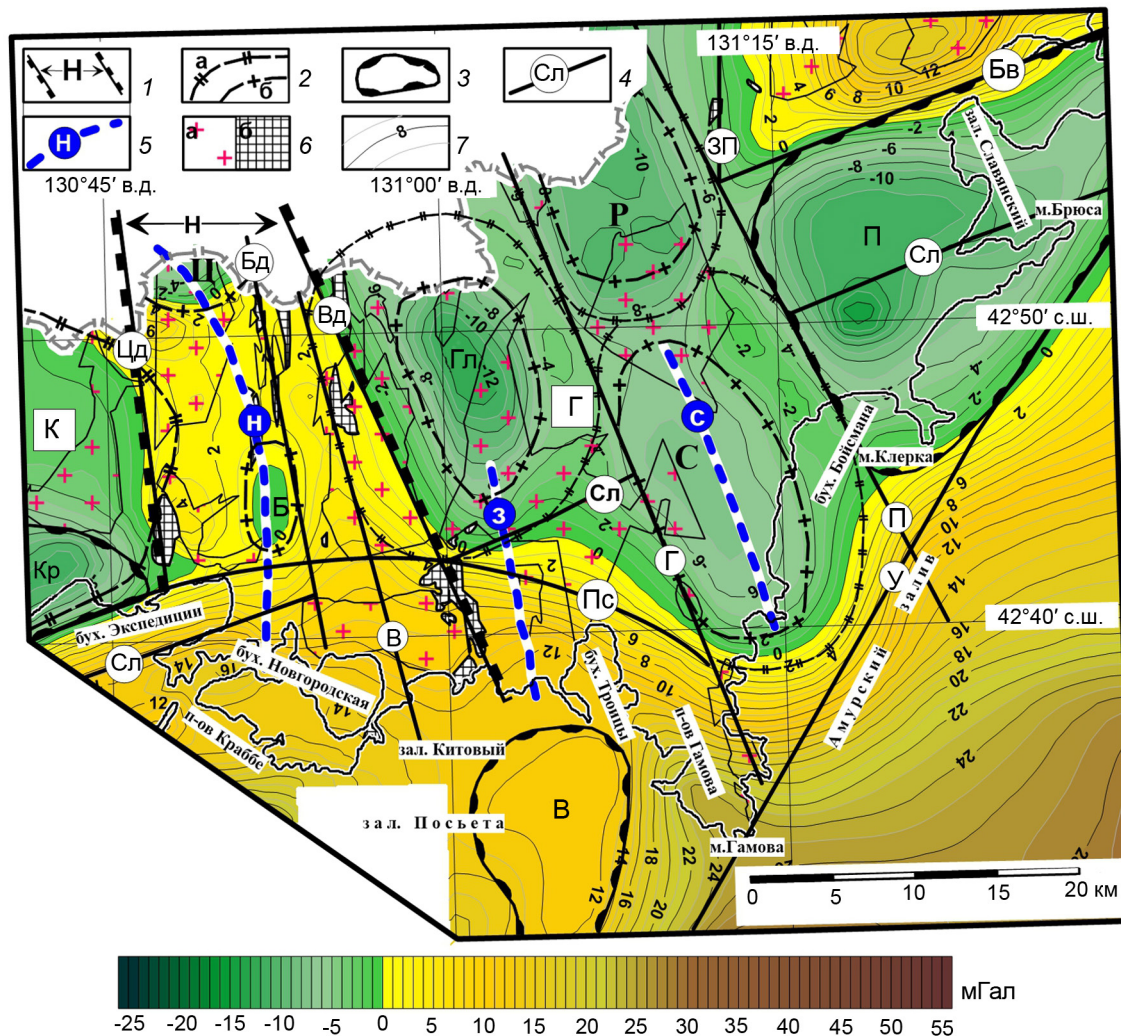 Н
1
а
б
2
3
Сл
4
Н
5
а
б
6
8
7
130°45′ в.д.
131°00′ в.д.
131°15′ в.д.
Бв
ЗП
зал. Славянский
м.Брюса
Сл
42°50′ с.ш.
Н
П
Бд
Вд
Цд
Р
П
Гл
К
Н
Г
С
С
бух. Бойсмана
м.Клерка
Б
З
Сл
П
У
Г
Кр
Пс
42°40′ с.ш.
бух. Экспедиции
Сл
бух. Новгородская
В
п-ов Краббе
зал. Китовый
бух. Троицы
п-ов Гамова
Амурский
залив
зал. Посьета
В
м.Гамова
0 5 10 15 20 км
-25 -20 -15 -10 -5 0 5 10 15 20 25 30 35 40 45 50 55
мГал